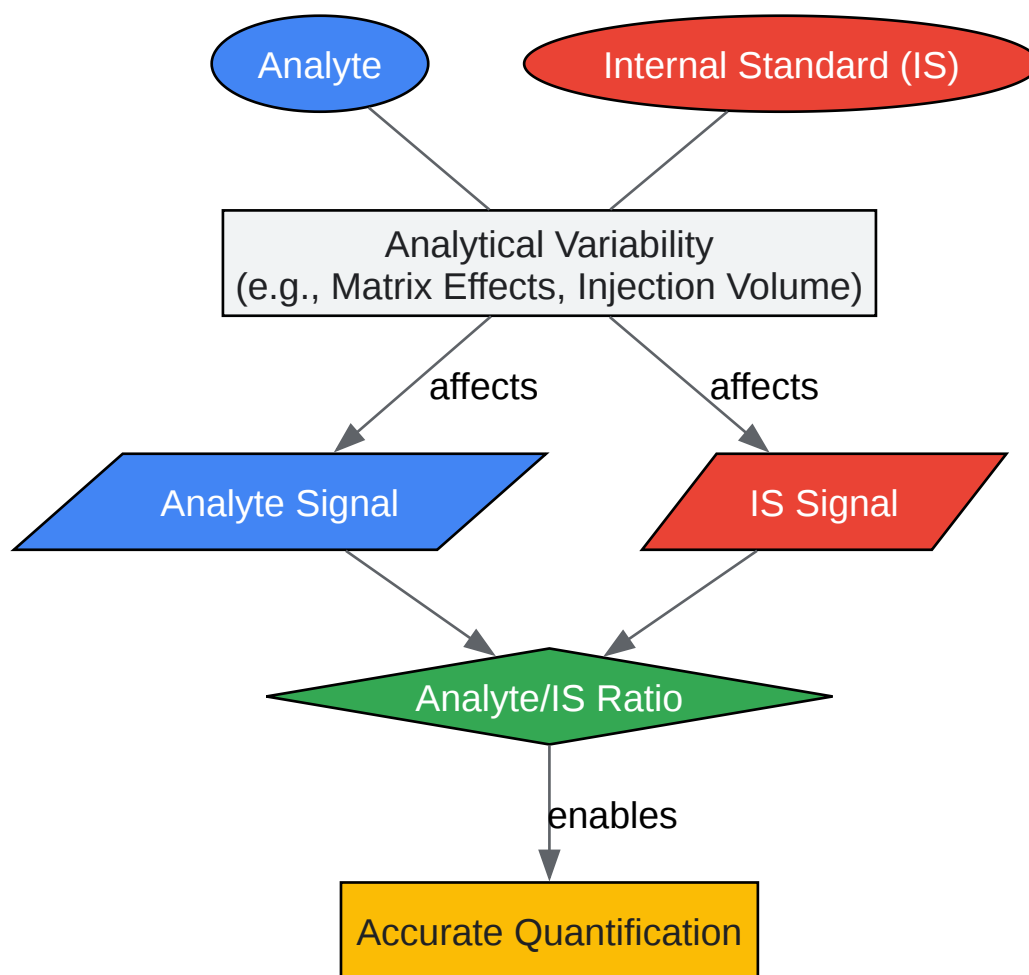 Analyte
Internal Standard (IS)
Analytical Variability
(e.g., Matrix Effects, Injection Volume)
affects
affects
Analyte Signal
IS Signal
Analyte/IS Ratio
enables
Accurate Quantification